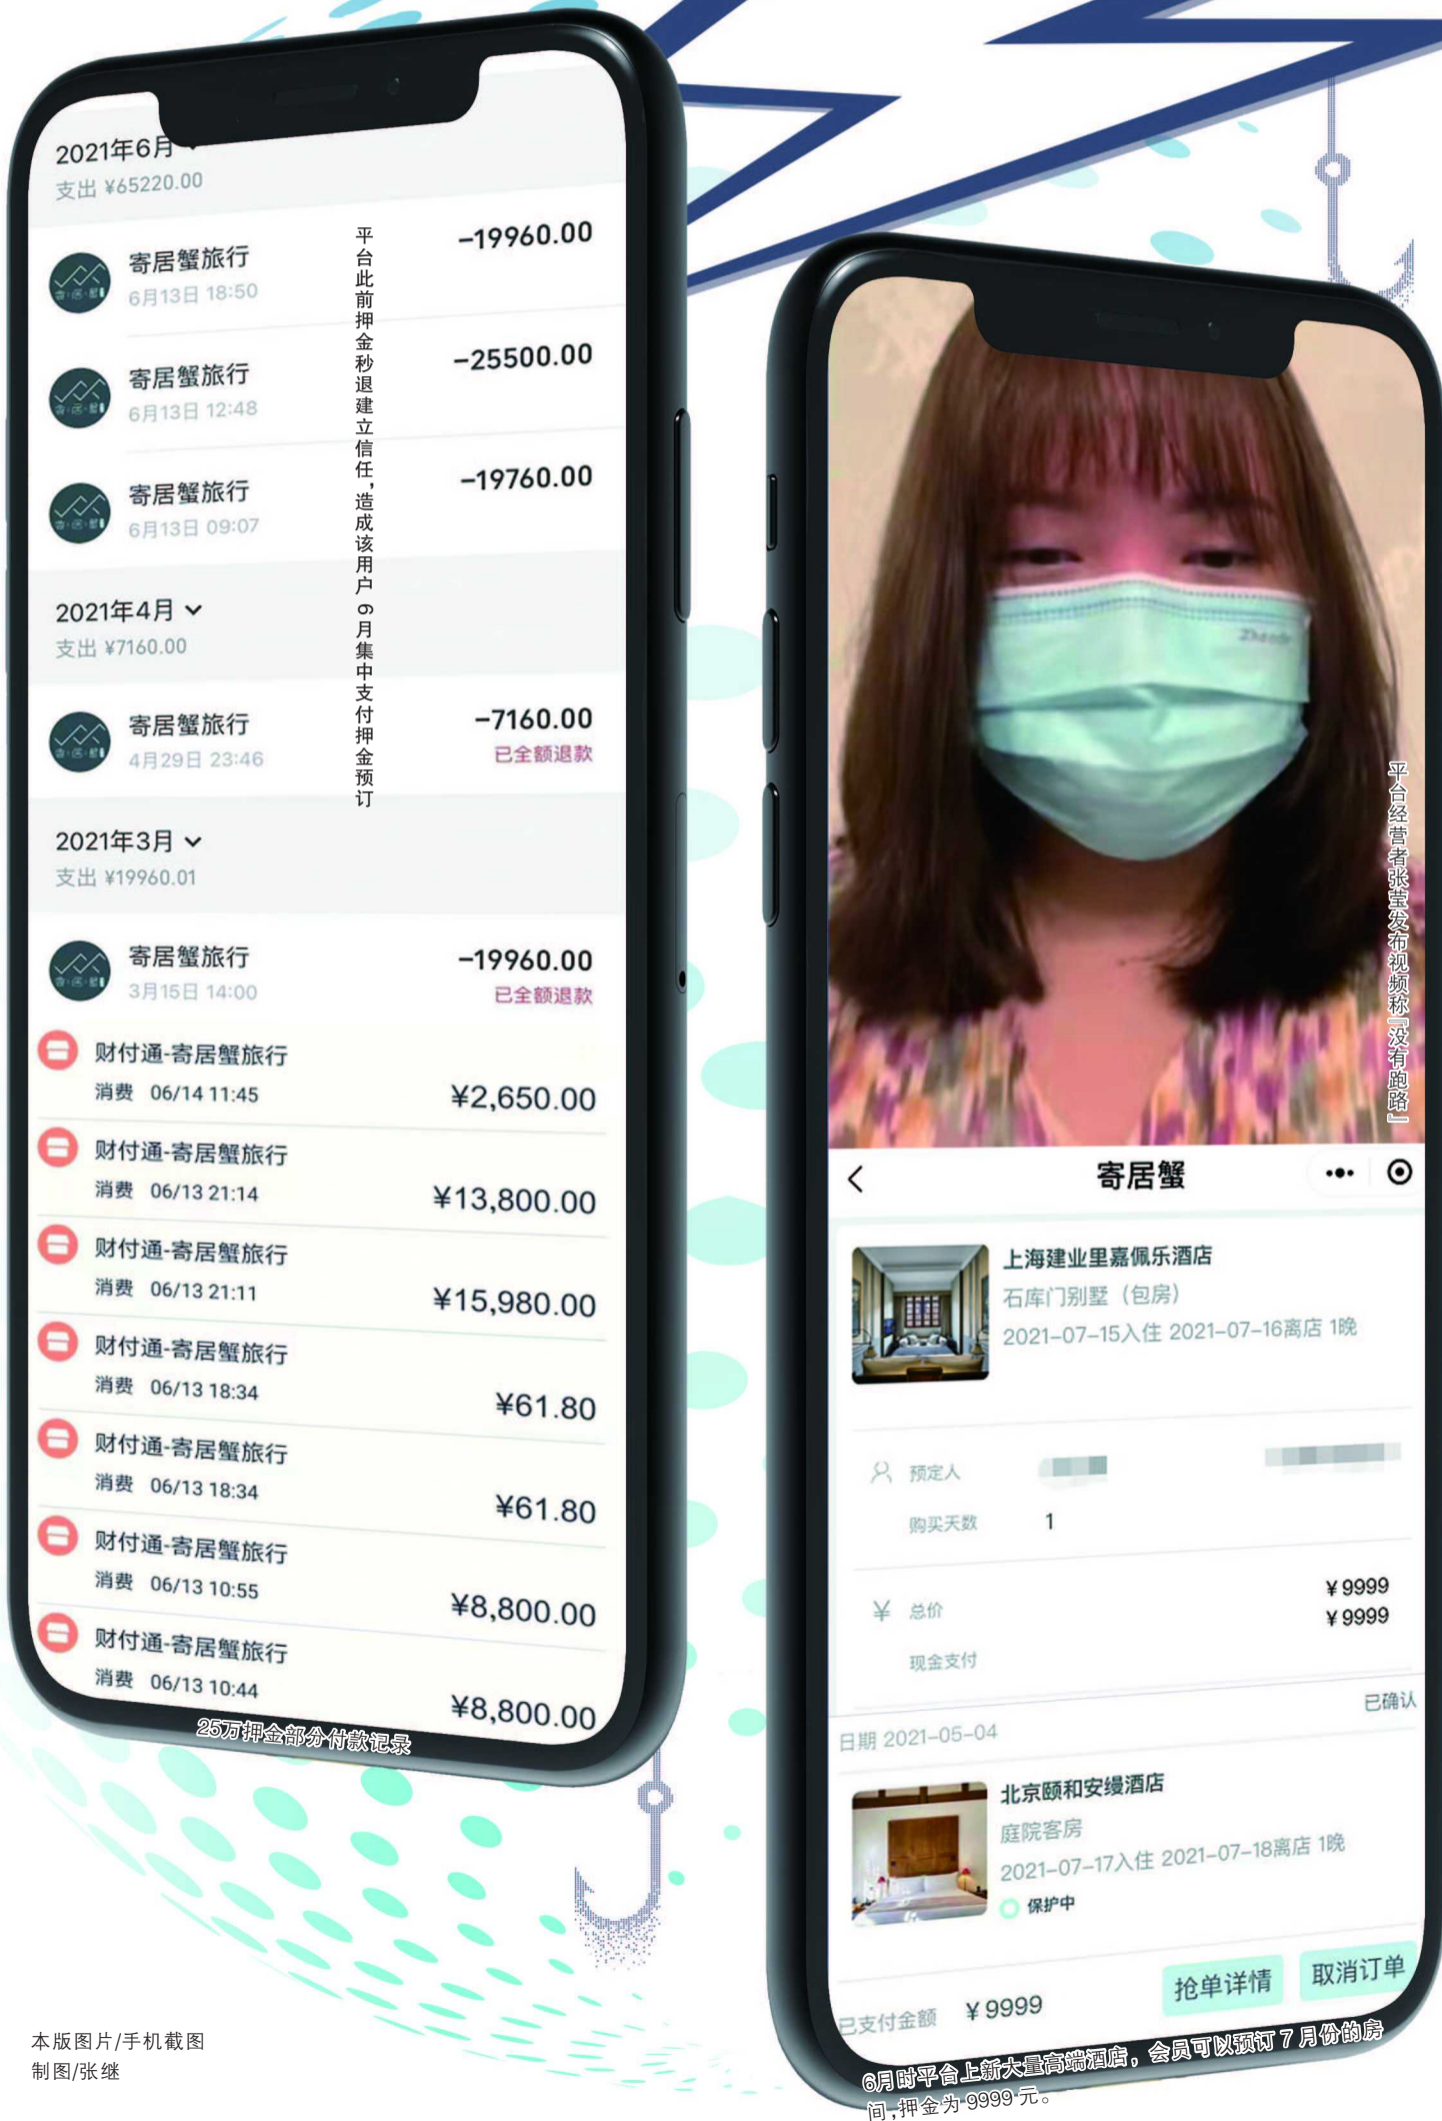 2021年6月
支出 ¥65220.00
寄居蟹旅行
-19960.00
6月13日 18:50
寄居蟹旅行
-25500.00
6月13日 12:48
寄居蟹旅行
-19760.00
6月13日 09:07
2021年4月
支出 ¥7160.00
寄居蟹旅行
-7160.00
4月29日 23:46
已全额退款
2021年3月
支出 ¥19960.01
寄居蟹旅行
-19960.00
3月15日 14:00
已全额退款
财付通-寄居蟹旅行
消费 06/14 11:45
¥2,650.00
财付通-寄居蟹旅行
消费 06/13 21:14
¥13,800.00
财付通-寄居蟹旅行
消费 06/13 21:11
¥15,980.00
财付通-寄居蟹旅行
消费 06/13 18:34
¥61.80
财付通-寄居蟹旅行
消费 06/13 18:34
¥61.80
财付通-寄居蟹旅行
消费 06/13 10:55
¥8,800.00
财付通-寄居蟹旅行
消费 06/13 10:44
¥8,800.00
平台此前押金秒退建立信任，造成该用户6月集中支付押金预订
25万押金部分付款记录
平台经营者张莹发布视频称『没有跑路』
寄居蟹
上海建业里嘉佩乐酒店
石库门别墅（包房）
2021-07-15入住 2021-07-16离店 1晚
预定人
购买天数 1
¥ 9999
¥ 总价
¥ 9999
现金支付
已确认
日期 2021-05-04
北京颐和安缦酒店
庭院客房
2021-07-17入住 2021-07-18离店 1晚
保护中
抢单详情 取消订单
已支付金额 ¥ 9999
6月时平台上新大量高端酒店，会员可以预订7月份的房
间，押金为9999元。
本版图片/手机截图
制图/张继